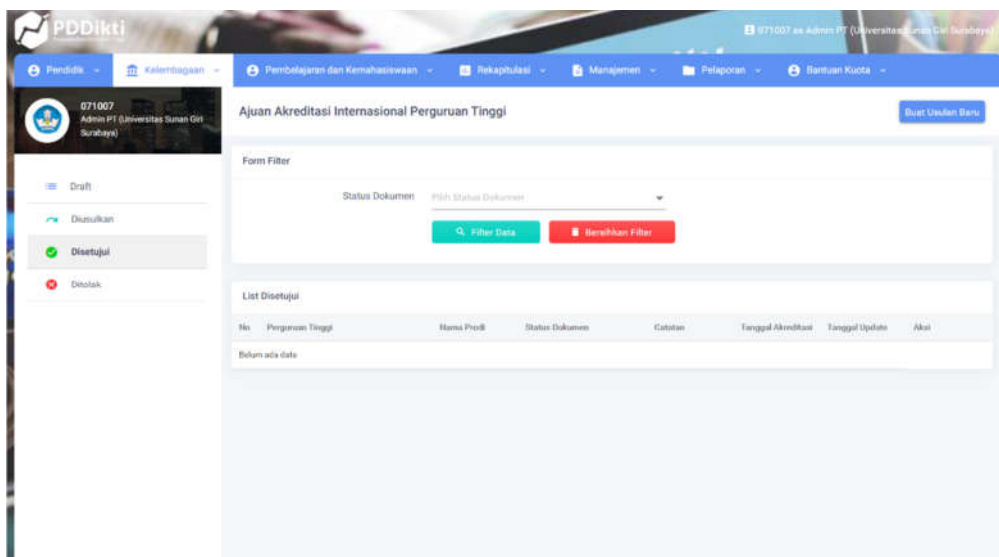 PDDikti
071007 as Admin PT (Universitas Sunan Giri Surabaya)
Pendidik
Kelembagaan
Pembelajaran dan Kemahasiswaan
Rekapitulasi
Manajemen
Pelaporan
Bantuan Kuota
071007
Admin PT (Universitas Sunan Giri
Surabaya)
Ajuan Akreditasi Internasional Perguruan Tinggi
Buat Usulan Baru
Draft
Diusulkan
Disetujui
Ditolak
Form Filter
Status Dokumen
Pilih Status Dokumen
Filter Data
Bersihkan Filter
List Disetujui
No Perguruan Tinggi Nama Prodi Status Dokumen Catatan Tanggal Akreditasi Tanggal Update Aksi
Belum ada data